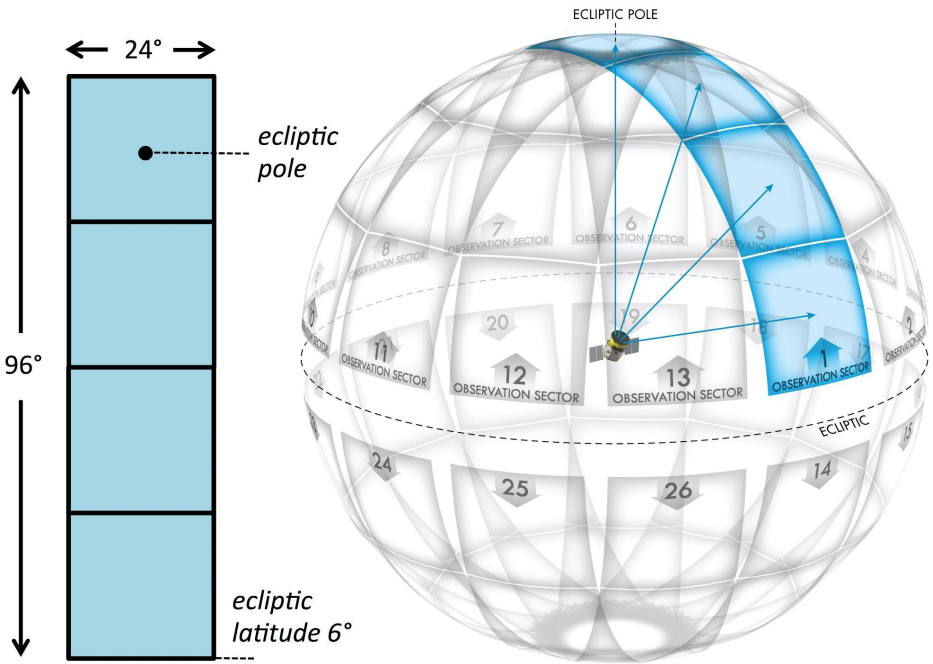 24°
96°
ecliptic
pole
ecliptic
latitude 6°
ECLIPTIC POLE
7
OBSERVATION SECTOR
6
OBSERVATION SECTOR
5
OBSERVATION SECTOR
8
OBSERVATION SECTOR
4
OBSERVATION SECTOR
20
19
18
17
2
11
OBSERVATION SECTOR
12
OBSERVATION SECTOR
13
OBSERVATION SECTOR
1
OBSERVATION SECTOR
ECLIPTIC
24
25
26
14
15